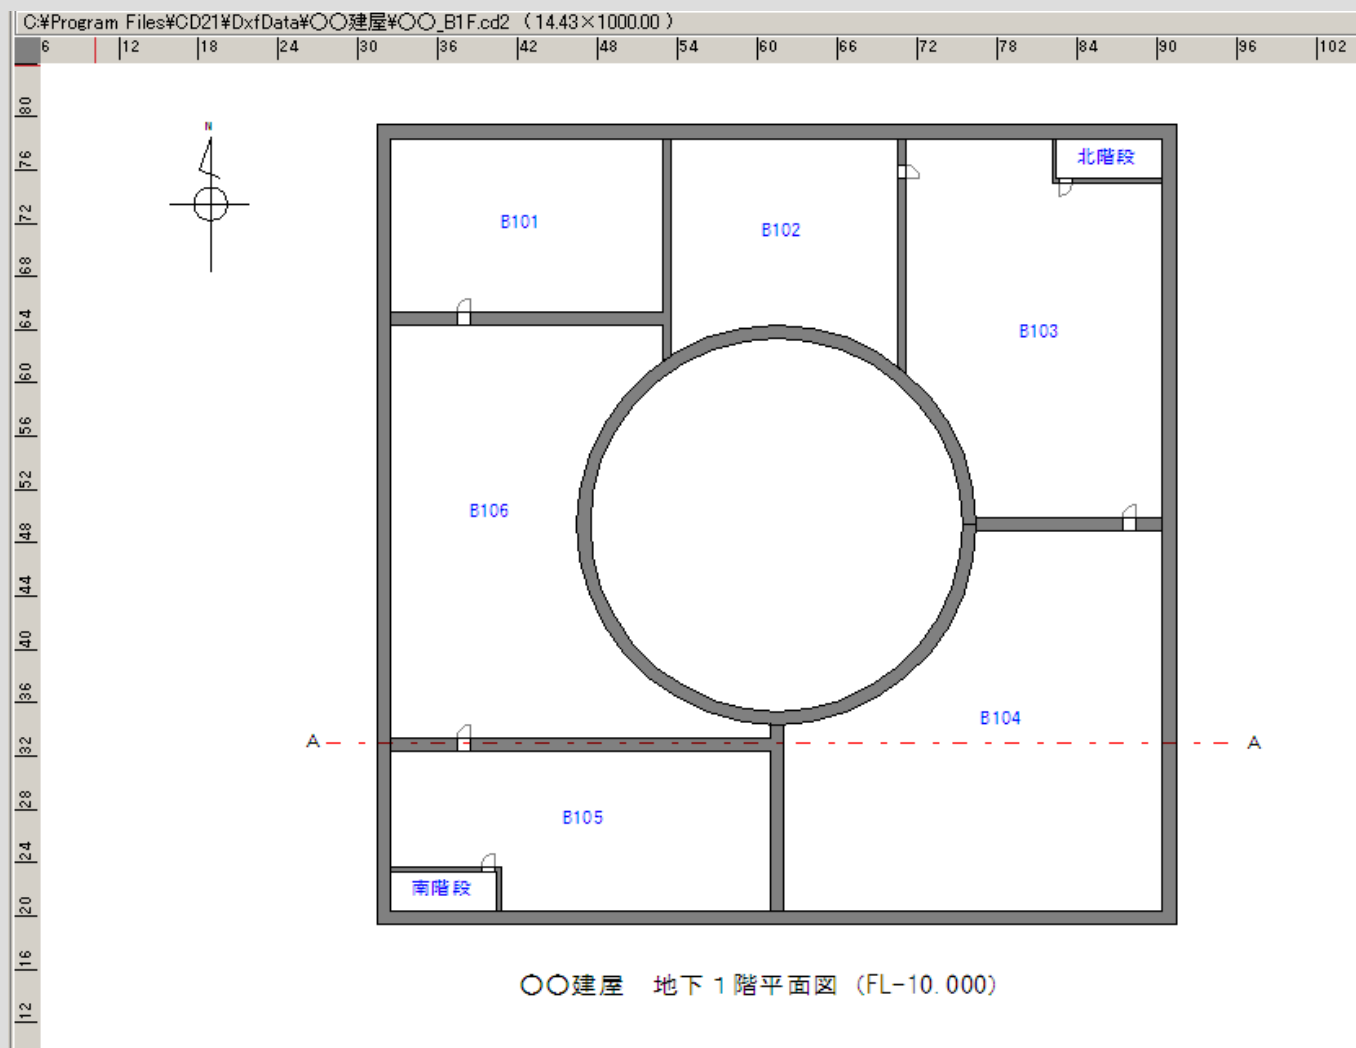 C:¥Program Files¥CD21¥DxfData¥〇〇建屋¥〇〇_B1F.cd2 （14.43×1000.00 ）
6 12 18 24 30 36 42 48 54 60 66 72 78 84 90 96 102
80
76
72
68
64
60
56
52
48
44
40
36
32
28
24
20
16
12
N
北階段
B101
B102
B103
B106
B104
A A
B105
南階段
〇〇建屋　地下１階平面図 （FL-10.000）